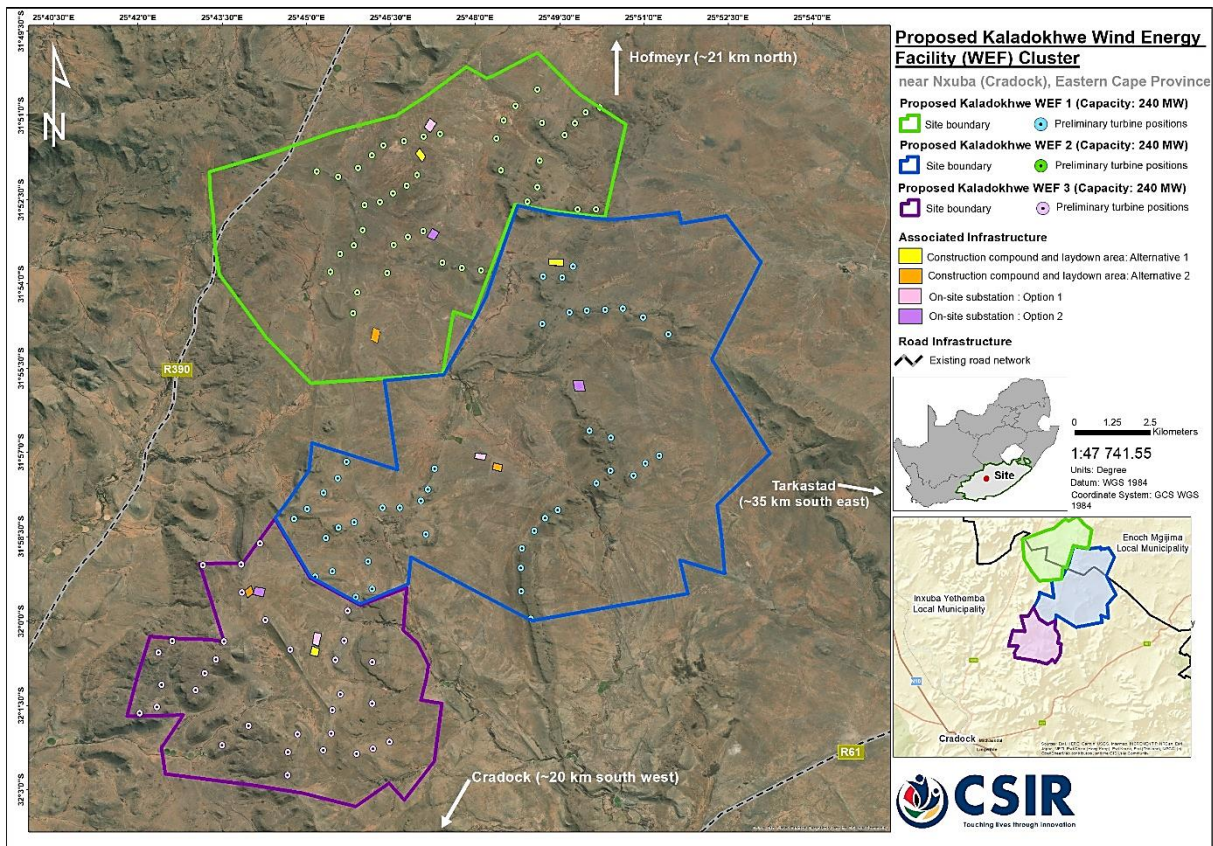 25°40'30"E 25°42'0"E 25°43'30"E 25°45'0"E 25°46'30"E 25°48'0"E 25°49'30"E 25°51'0"E 25°52'30"E 25°54'0"E
31°49'30"S
31°51'0"S
31°52'30"S
31°54'0"S
31°55'30"S
31°57'0"S
31°58'30"S
32°0'0"S
32°1'30"S
32°3'0"S
N
Hofmeyr (~21 km north)
R390
Tarkastad
(~35 km south east)
R61
Cradock (~20 km south west)
Proposed Kaladokhwe Wind Energy
Facility (WEF) Cluster
near Nxuba (Cradock), Eastern Cape Province
Proposed Kaladokhwe WEF 1 (Capacity: 240 MW)
Site boundary Preliminary turbine positions
Proposed Kaladokhwe WEF 2 (Capacity: 240 MW)
Site boundary Preliminary turbine positions
Proposed Kaladokhwe WEF 3 (Capacity: 240 MW)
Site boundary Preliminary turbine positions
Associated Infrastructure
Construction compound and laydown area: Alternative 1
Construction compound and laydown area: Alternative 2
On-site substation : Option 1
On-site substation : Option 2
Road Infrastructure
Existing road network
Site
0 1.25 2.5
Kilometers
1:47 741.55
Units: Degree
Datum: WGS 1984
Coordinate System: GCS WGS
1984
Enoch Mgijima
Local Municipality
Inxuba Yethemba
Local Municipality
N10
Cradock
CSIR
Touching lives through innovation